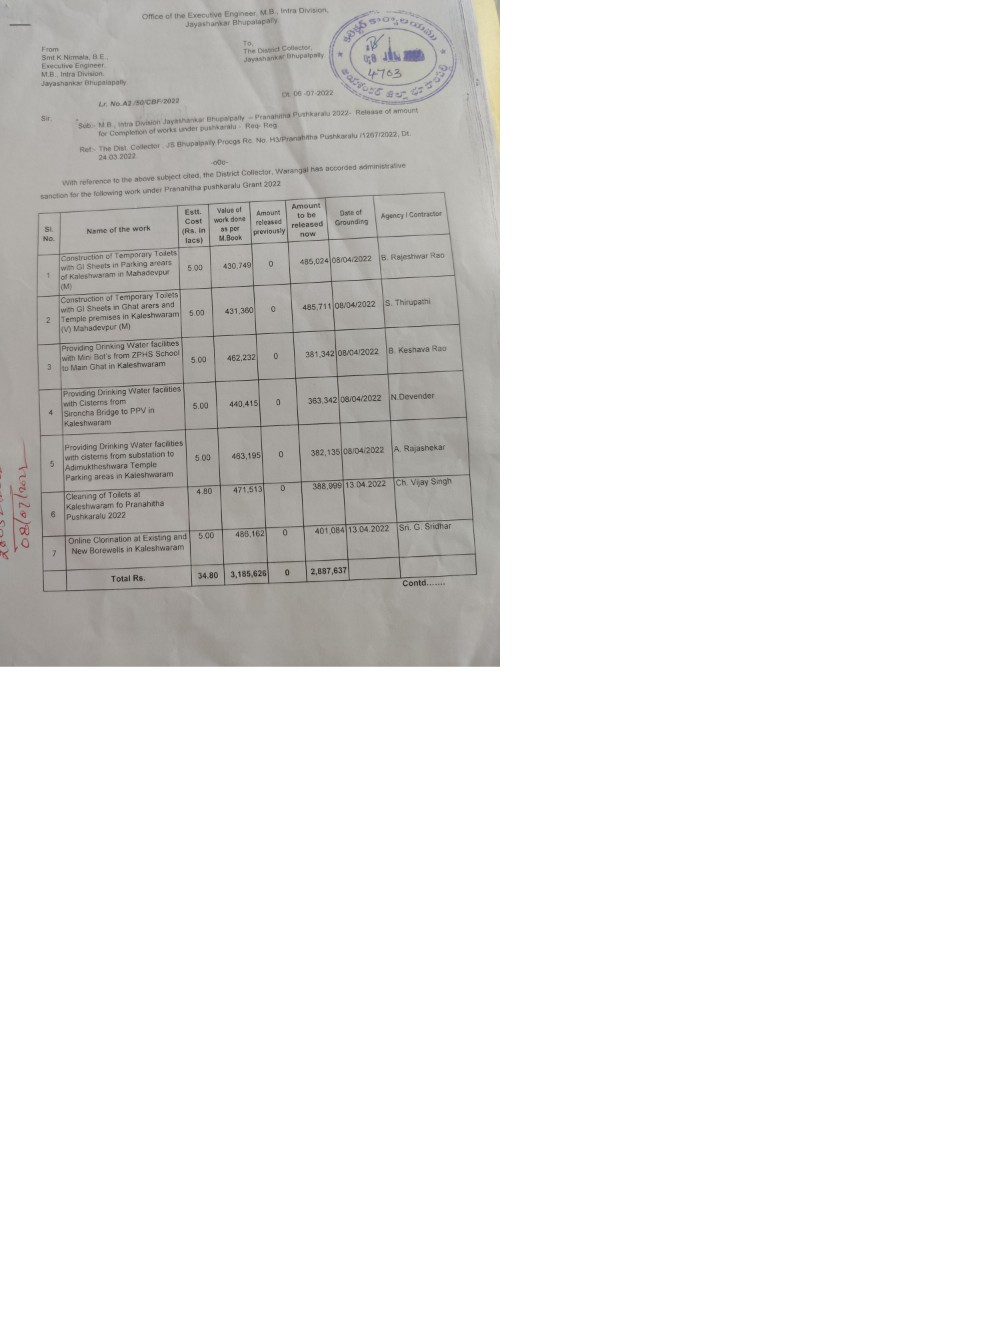 Office of the Executive Engineer, M.B., Intra Division,
Jayashankar Bhupalapally.
From
Smt K.Nirmala, B.E.,
Executive Engineer,
M.B., Intra Division,
Jayashankar Bhupalapally.
To,
The District Collector,
Jayashankar Bhupalpally
4703
Lr. No.A2 /50/CBF/2022
Dt. 06 /07.2022
Sir,
Sub:- M.B., Intra Division Jayashankar Bhupalpally – Pranahitha Pushkaralu 2022- Release of amount
for Completion of works under pushkaralu - Req- Reg.
Ref:- The Dist. Collector , JS Bhupalpally Procgs Rc. No. H3/Pranahitha Pushkaralu /1267/2022, Dt.
24.03.2022.
-o0o-
With reference to the above subject cited, the District Collector, Warangal has accorded administrative
sanction for the following work under Pranahitha pushkaralu Grant 2022
Sl. No. Name of the work Estt. Cost (Rs. in lacs) Value of work done as per M.Book Amount released previously Amount to be released now Date of Grounding Agency / Contractor
1 Construction of Temporary Toilets with GI Sheets in Parking arears of Kaleshwaram in Mahadevpur (M) 5.00 430,749 0 485,024 08/04/2022 B. Rajeshwar Rao
2 Construction of Temporary Toilets with GI Sheets in Ghat arers and Temple premises in Kaleshwaram (V) Mahadevpur (M) 5.00 431,360 0 485,711 08/04/2022 S. Thirupathi
3 Providing Drinking Water facilities with Mini Bot's from ZPHS School to Main Ghat in Kaleshwaram 5.00 462,232 0 381,342 08/04/2022 B. Keshava Rao
4 Providing Drinking Water facilities with Cisterns from Sironcha Bridge to PPV in Kaleshwaram 5.00 440,415 0 363,342 08/04/2022 N.Devender
5 Providing Drinking Water facilities with cisterns from substation to Adimuktheshwara Temple Parking areas in Kaleshwaram 5.00 463,195 0 382,135 08/04/2022 A. Rajashekar
6 Cleaning of Toilets at Kaleshwaram fo Pranahitha Pushkaralu 2022 4.80 471,513 0 388,999 13.04.2022 Ch. Vijay Singh
7 Online Clorination at Existing and New Borewells in Kaleshwaram 5.00 486,162 0 401,084 13.04.2022 Sri. G. Sridhar
Total Rs. 34.80 3,185,626 0 2,887,637
Contd.......
08/07/2022